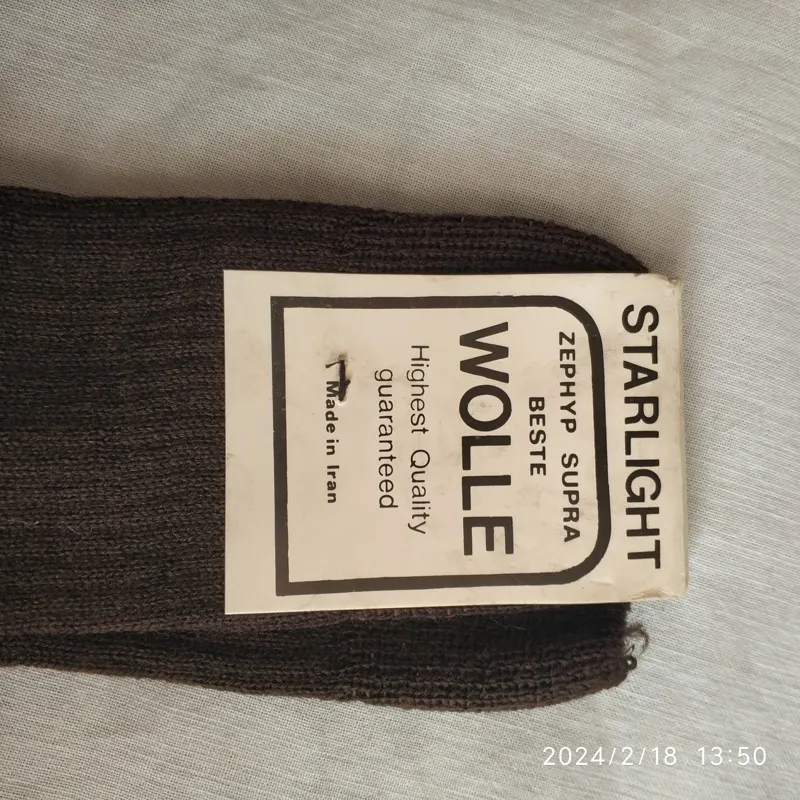 STARLIGHT
ZEPHYP SUPRA
BESTE
WOLLE
Highest Quality
guaranteed
Made in Iran
2024/2/18 13:50